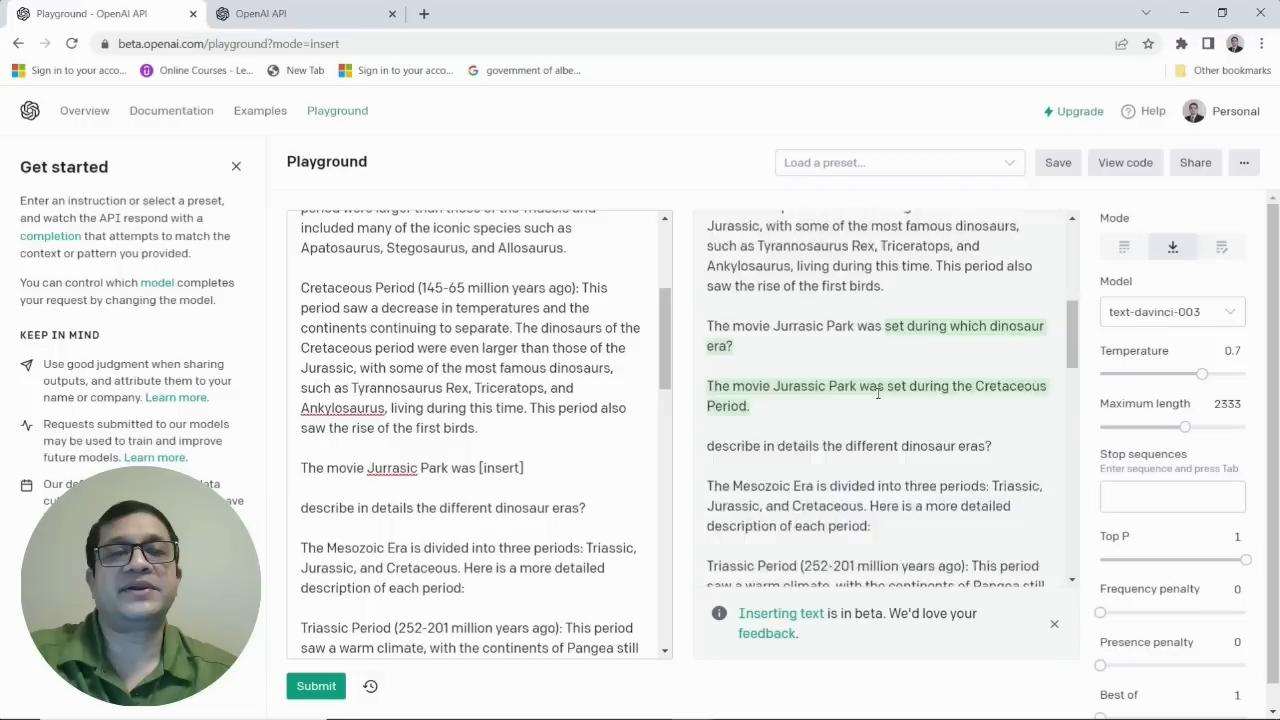 Playground - OpenAI API
OpenAI API
beta.openai.com/playground?mode=insert
Sign in to your acco...
Online Courses - Le...
New Tab
Sign in to your acco...
government of albe...
Other bookmarks
Overview
Documentation
Examples
Playground
Upgrade
Help
Personal
Get started
Enter an instruction or select a preset,
and watch the API respond with a
completion that attempts to match the
context or pattern you provided.
You can control which model completes
your request by changing the model.
KEEP IN MIND
Use good judgment when sharing
outputs, and attribute them to your
name or company. Learn more.
Requests submitted to our models
may be used to train and improve
future models. Learn more.
Playground
Load a preset...
Save
View code
Share
...
period were larger than those of the
included many of the iconic species such as
Apatosaurus, Stegosaurus, and Allosaurus.
Cretaceous Period (145-65 million years ago): This
period saw a decrease in temperatures and the
continents continuing to separate. The dinosaurs of the
Cretaceous period were even larger than those of the
Jurassic, with some of the most famous dinosaurs,
such as Tyrannosaurus Rex, Triceratops, and
Ankylosaurus, living during this time. This period also
saw the rise of the first birds.
The movie Jurrasic Park was [insert]
describe in details the different dinosaur eras?
The Mesozoic Era is divided into three periods: Triassic,
Jurassic, and Cretaceous. Here is a more detailed
description of each period:
Triassic Period (252-201 million years ago): This period
saw a warm climate, with the continents of Pangea still
Submit
Jurassic, with some of the most famous dinosaurs,
such as Tyrannosaurus Rex, Triceratops, and
Ankylosaurus, living during this time. This period also
saw the rise of the first birds.
The movie Jurrasic Park was set during which dinosaur
era?
The movie Jurassic Park was set during the Cretaceous
Period.
describe in details the different dinosaur eras?
The Mesozoic Era is divided into three periods: Triassic,
Jurassic, and Cretaceous. Here is a more detailed
description of each period:
Triassic Period (252-201 million years ago): This period
saw a warm climate, with the continents of Pangea still
Inserting text is in beta. We'd love your
feedback.
Mode
Model
text-davinci-003
Temperature 0.7
Maximum length 2333
Stop sequences
Enter sequence and press Tab
Top P 1
Frequency penalty 0
Presence penalty 0
Best of 1